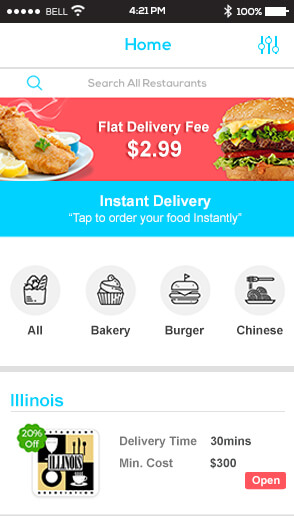 BELL 4:21 PM 100%
Home
Search All Restaurants
Flat Delivery Fee
$2.99
Instant Delivery
“Tap to order your food Instantly”
All Bakery Burger Chinese
Illinois
20%
Off
ILLINOIS
Delivery Time 30mins
Min. Cost $300
Open